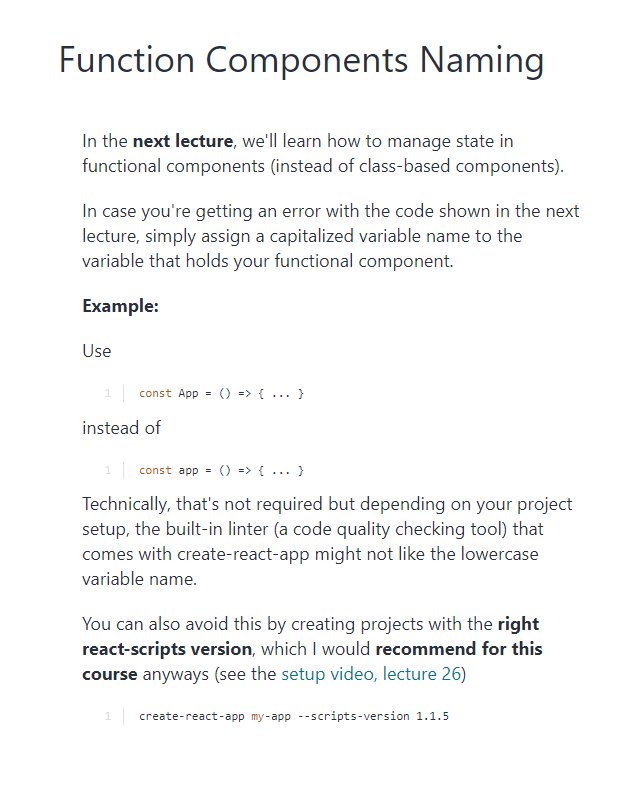 Function Components Naming
In the next lecture, we'll learn how to manage state in
functional components (instead of class-based components).
In case you're getting an error with the code shown in the next
lecture, simply assign a capitalized variable name to the
variable that holds your functional component.
Example:
Use
1 const App = () => { ... }
instead of
1 const app = () => { ... }
Technically, that's not required but depending on your project
setup, the built-in linter (a code quality checking tool) that
comes with create-react-app might not like the lowercase
variable name.
You can also avoid this by creating projects with the right
react-scripts version, which I would recommend for this
course anyways (see the setup video, lecture 26)
1 create-react-app my-app --scripts-version 1.1.5